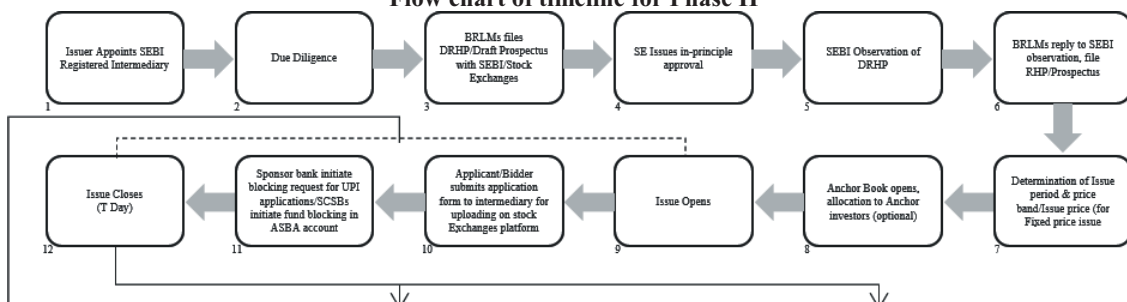 Flow chart of timeline for Phase II
Issuer Appoints SEBI
Registered Intermediary
1
Due Diligence
2
BRLMs files
DRHP/Draft Prospectus
with SEBI/Stock
Exchanges
3
SE Issues in-principle
approval
4
SEBI Observation of
DRHP
5
BRLMs reply to SEBI
observation, file
RHP/Prospectus
6
Determination of Issue
period & price
band/Issue price (for
Fixed price issue
7
Anchor Book opens,
allocation to Anchor
investors (optional)
8
Issue Opens
9
Applicant/Bidder
submits application
form to intermediary for
uploading on stock
Exchanges platform
10
Sponsor bank initiate
blocking request for UPI
applications/SCSBs
initiate fund blocking in
ASBA account
11
Issue Closes
(T Day)
12